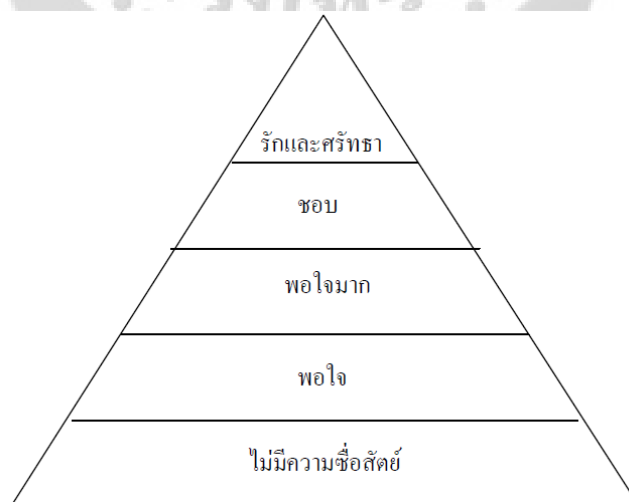 รักและศรัทธา
ชอบ
พอใจมาก
พอใจ
ไม่มีความซื่อสัตย์